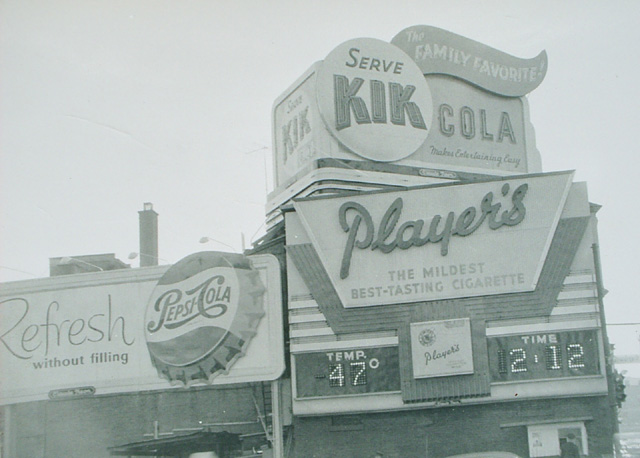 The
FAMILY FAVORITE!
SERVE
KIK
COLA
Makes Entertaining Easy
Serve
KIK
Player's
THE MILDEST
BEST-TASTING CIGARETTE
Refresh
without filling
PEPSI-COLA
TEMP.
47°
Player's
TIME
12:12